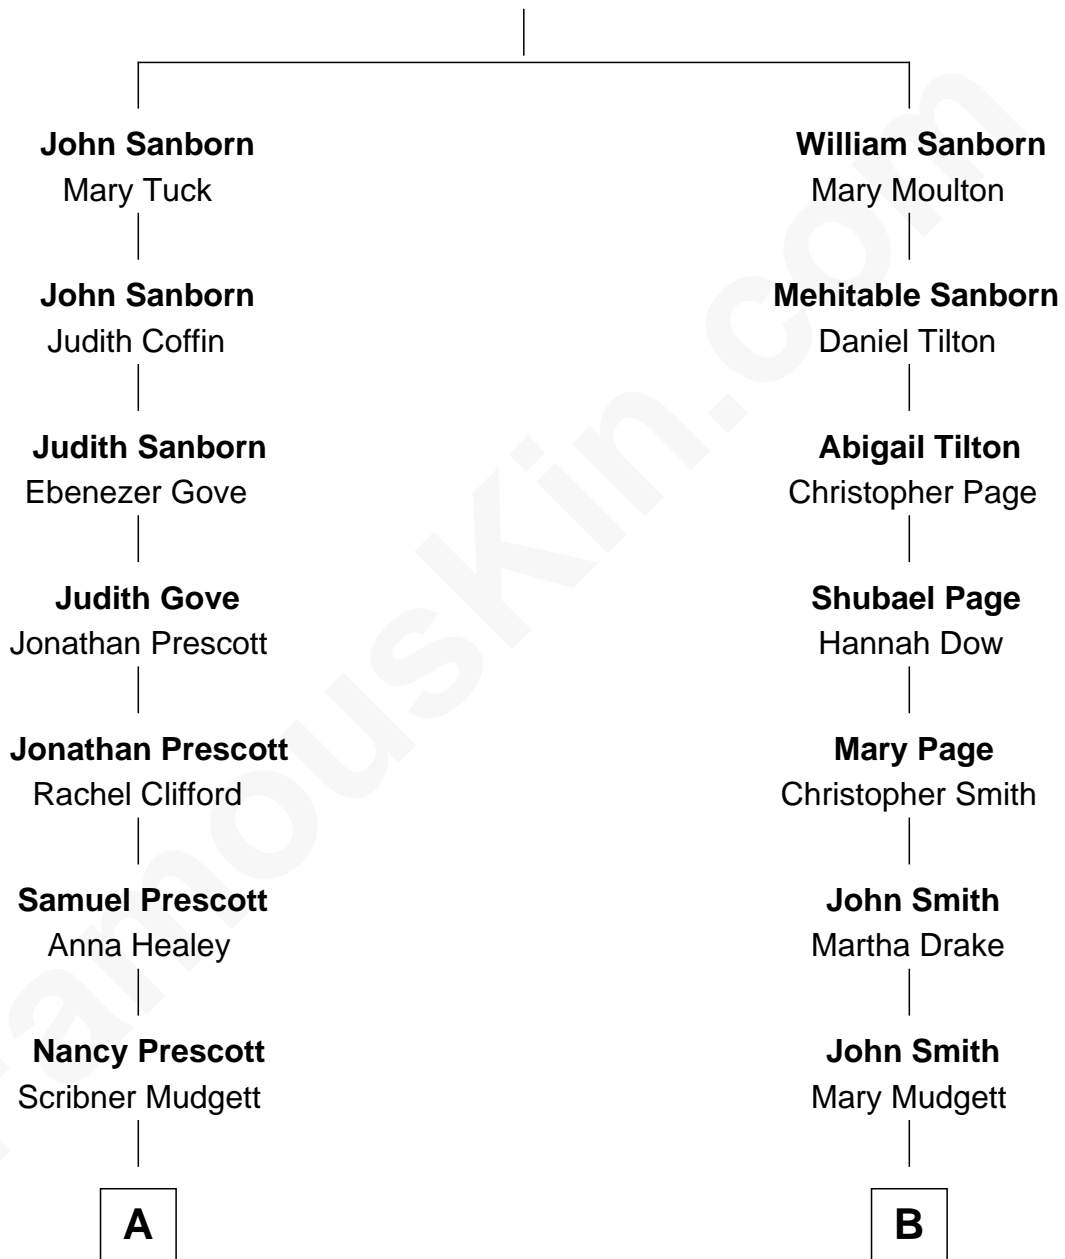 John Sanborn
Mary Tuck
William Sanborn
Mary Moulton
John Sanborn
Judith Coffin
Mehitable Sanborn
Daniel Tilton
Judith Sanborn
Ebenezer Gove
Abigail Tilton
Christopher Page
Judith Gove
Jonathan Prescott
Shubael Page
Hannah Dow
Jonathan Prescott
Rachel Clifford
Mary Page
Christopher Smith
Samuel Prescott
Anna Healey
John Smith
Martha Drake
Nancy Prescott
Scribner Mudgett
John Smith
Mary Mudgett
A
B
FamousKin.com